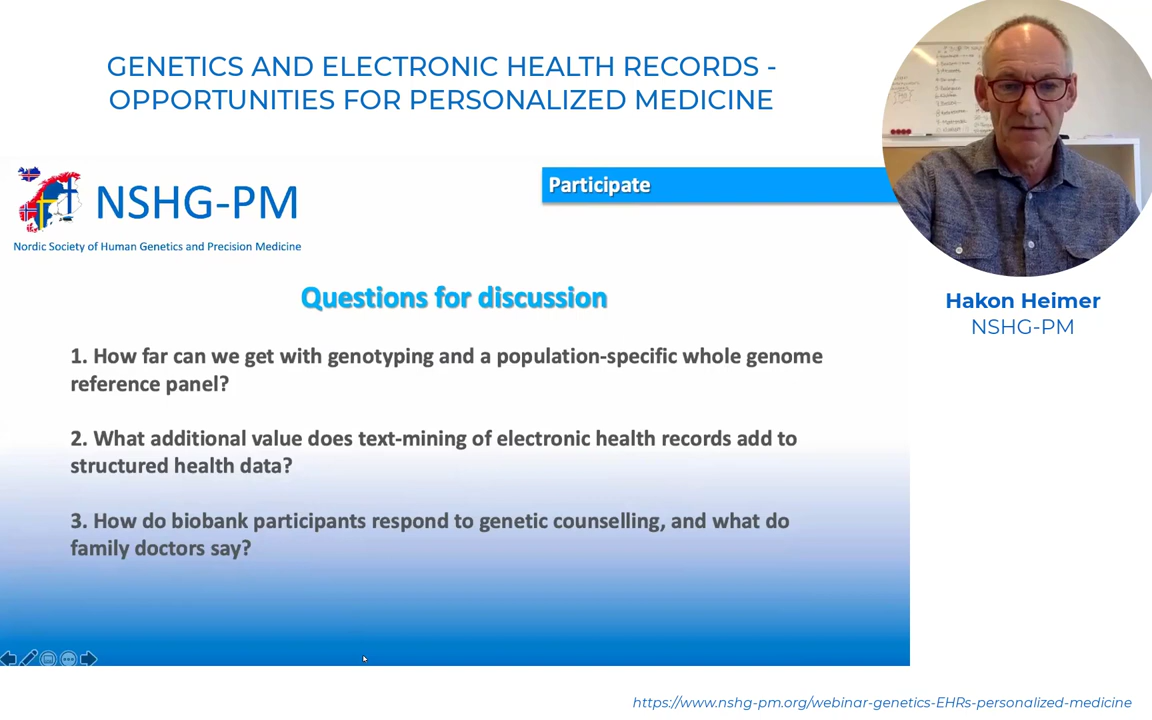 GENETICS AND ELECTRONIC HEALTH RECORDS -
OPPORTUNITIES FOR PERSONALIZED MEDICINE
NSHG-PM
Nordic Society of Human Genetics and Precision Medicine
Participate
Hakon Heimer
NSHG-PM
Questions for discussion
1. How far can we get with genotyping and a population-specific whole genome
reference panel?
2. What additional value does text-mining of electronic health records add to
structured health data?
3. How do biobank participants respond to genetic counselling, and what do
family doctors say?
https://www.nshg-pm.org/webinar-genetics-EHRs-personalized-medicine